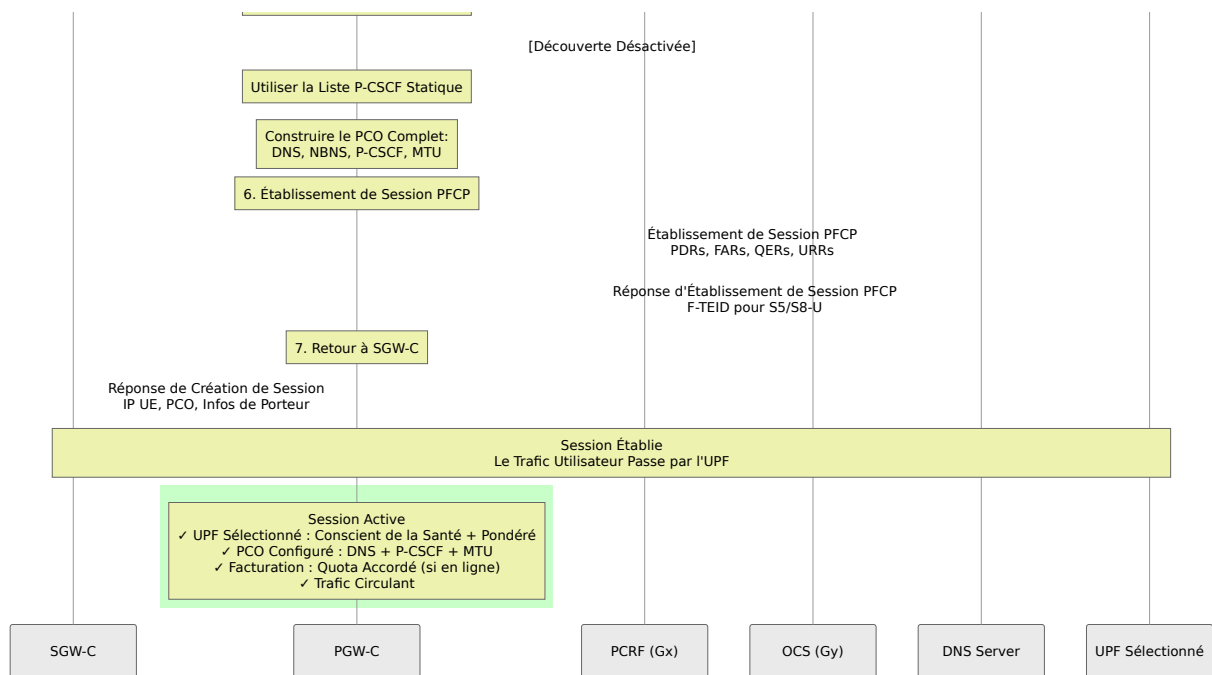 [Découverte Désactivée]
Utiliser la Liste P-CSCF Statique
Construire le PCO Complet:
DNS, NBNS, P-CSCF, MTU
6. Établissement de Session PFCP
Établissement de Session PFCP
PDRs, FARs, QERs, URRs
Réponse d'Établissement de Session PFCP
F-TEID pour S5/S8-U
7. Retour à SGW-C
Réponse de Création de Session
IP UE, PCO, Infos de Porteur
Session Établie
Le Trafic Utilisateur Passe par l'UPF
Session Active
✓ UPF Sélectionné : Conscient de la Santé + Pondéré
✓ PCO Configuré : DNS + P-CSCF + MTU
✓ Facturation : Quota Accordé (si en ligne)
✓ Trafic Circulant
SGW-C
PGW-C
PCRF (Gx)
OCS (Gy)
DNS Server
UPF Sélectionné